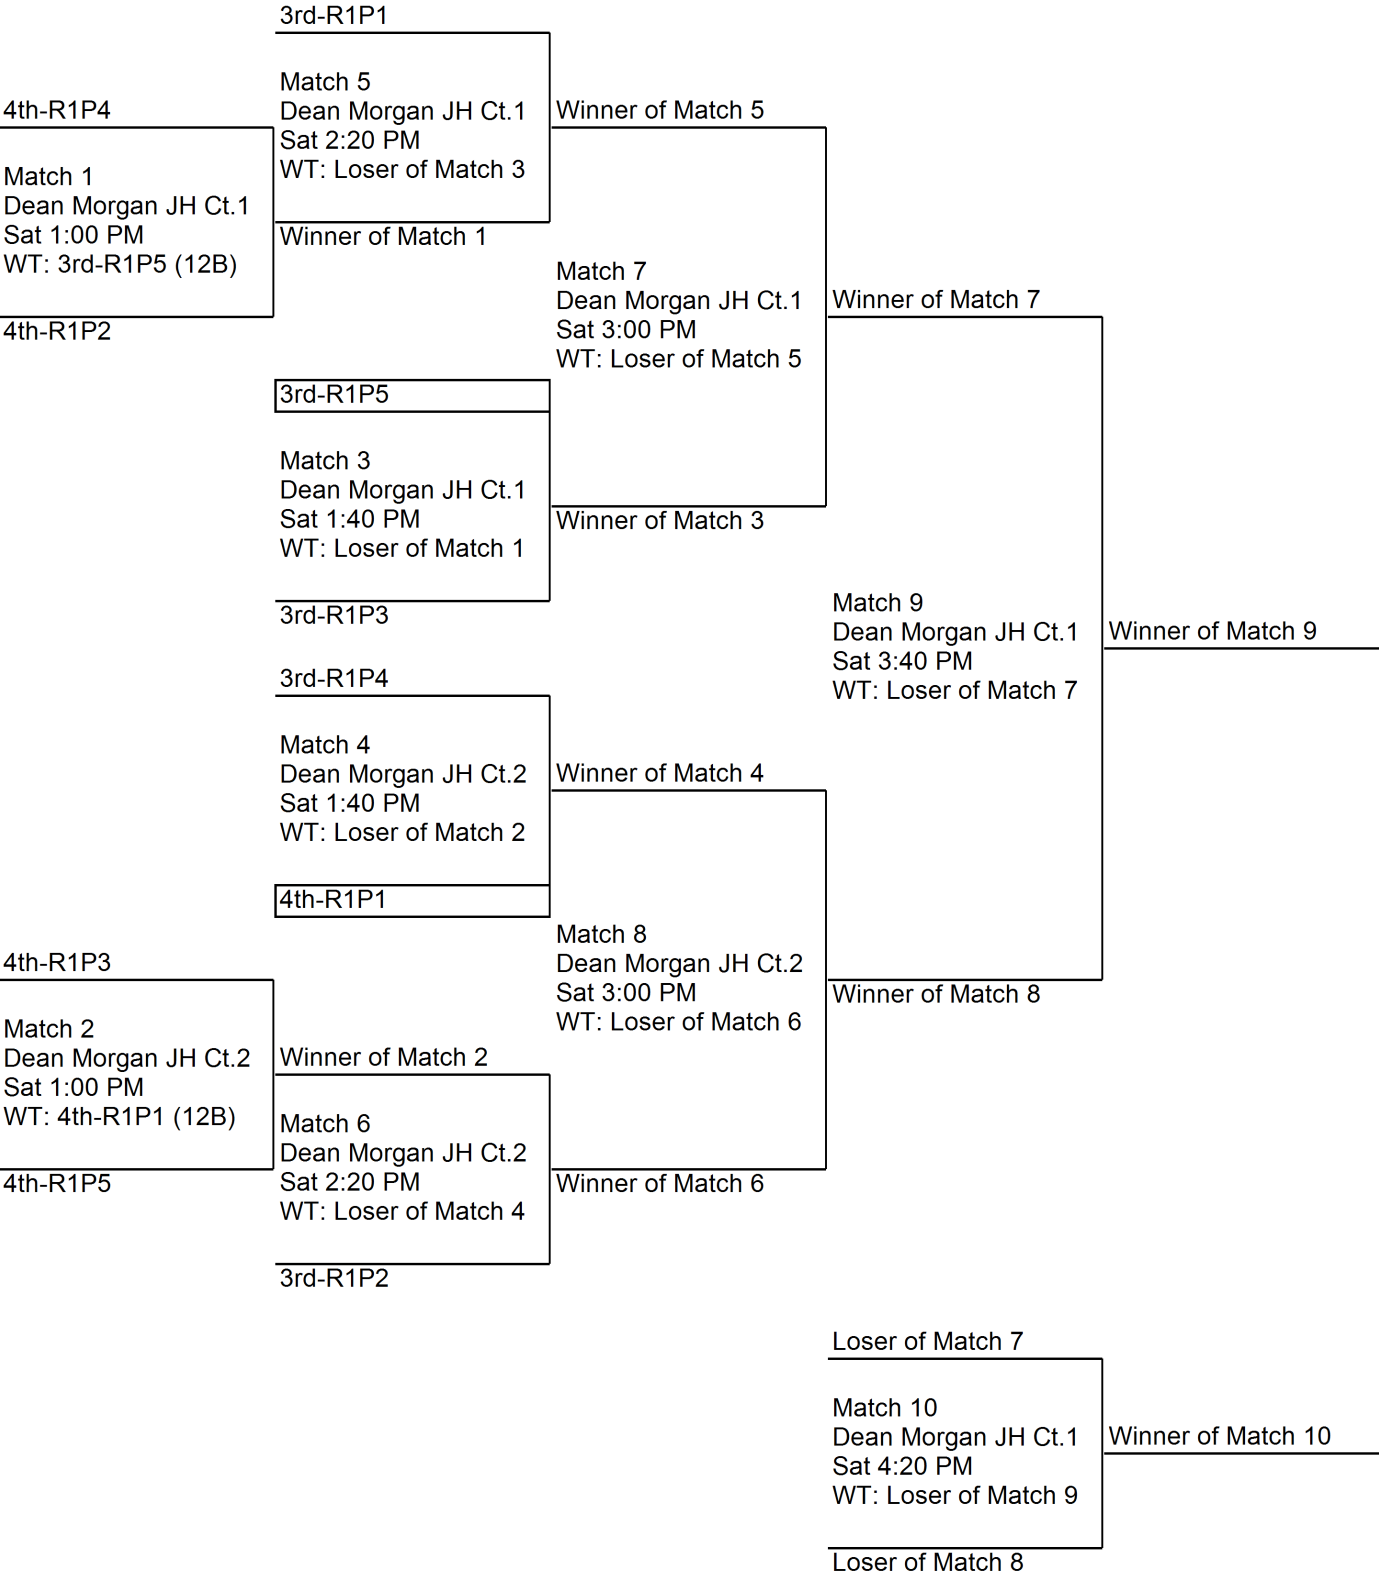 3rd-R1P1
Match 5
Dean Morgan JH Ct.1
Sat 2:20 PM
WT: Loser of Match 3
Winner of Match 1
4th-R1P4
Match 1
Dean Morgan JH Ct.1
Sat 1:00 PM
WT: 3rd-R1P5 (12B)
4th-R1P2
Winner of Match 5
Match 7
Dean Morgan JH Ct.1
Sat 3:00 PM
WT: Loser of Match 5
Winner of Match 3
3rd-R1P5
Match 3
Dean Morgan JH Ct.1
Sat 1:40 PM
WT: Loser of Match 1
3rd-R1P3
Winner of Match 7
Match 9
Dean Morgan JH Ct.1
Sat 3:40 PM
WT: Loser of Match 7
Winner of Match 8
Winner of Match 9
3rd-R1P4
Match 4
Dean Morgan JH Ct.2
Sat 1:40 PM
WT: Loser of Match 2
4th-R1P1
Winner of Match 4
Match 8
Dean Morgan JH Ct.2
Sat 3:00 PM
WT: Loser of Match 6
Winner of Match 6
4th-R1P3
Match 2
Dean Morgan JH Ct.2
Sat 1:00 PM
WT: 4th-R1P1 (12B)
4th-R1P5
Winner of Match 2
Match 6
Dean Morgan JH Ct.2
Sat 2:20 PM
WT: Loser of Match 4
3rd-R1P2
Loser of Match 7
Match 10
Dean Morgan JH Ct.1
Sat 4:20 PM
WT: Loser of Match 9
Loser of Match 8
Winner of Match 10